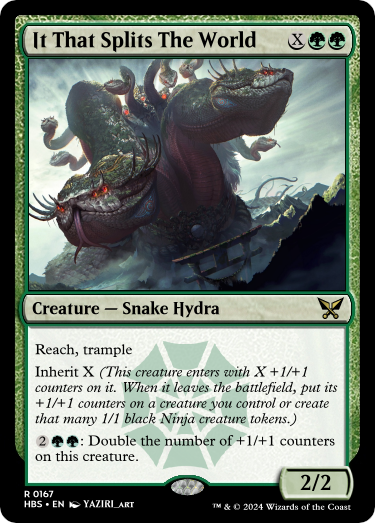 It That Splits The World X
Creature — Snake Hydra
Reach, trample
Inherit X (This creature enters with X +1/+1
counters on it. When it leaves the battlefield, put its
+1/+1 counters on a creature you control or create
that many 1/1 black Ninja creature tokens.)
2: Double the number of +1/+1 counters
on this creature.
2/2
R 0167
HBS • EN YAZIRI_ART
™ & © 2024 Wizards of the Coast